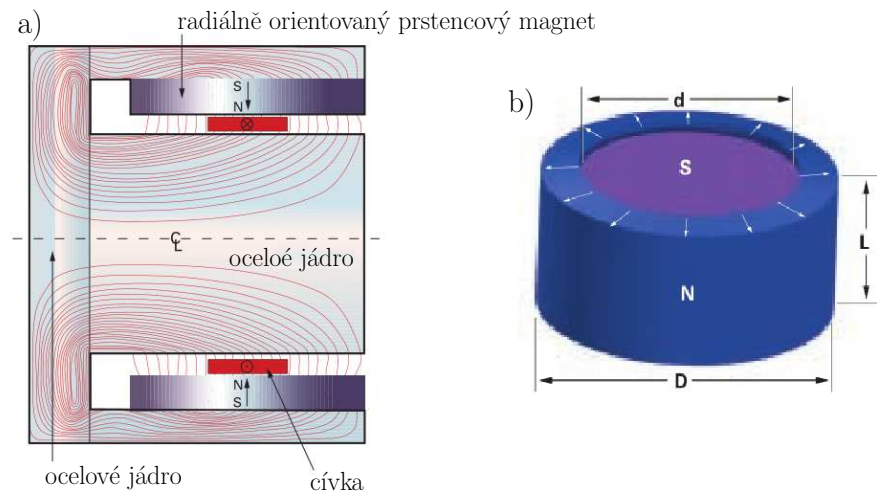 a)
radiálně orientovaný prstencový magnet
S
N
⊗
℄
oceloé jádro
⊙
N
S
ocelové jádro
cívka
b)
d
S
L
N
D